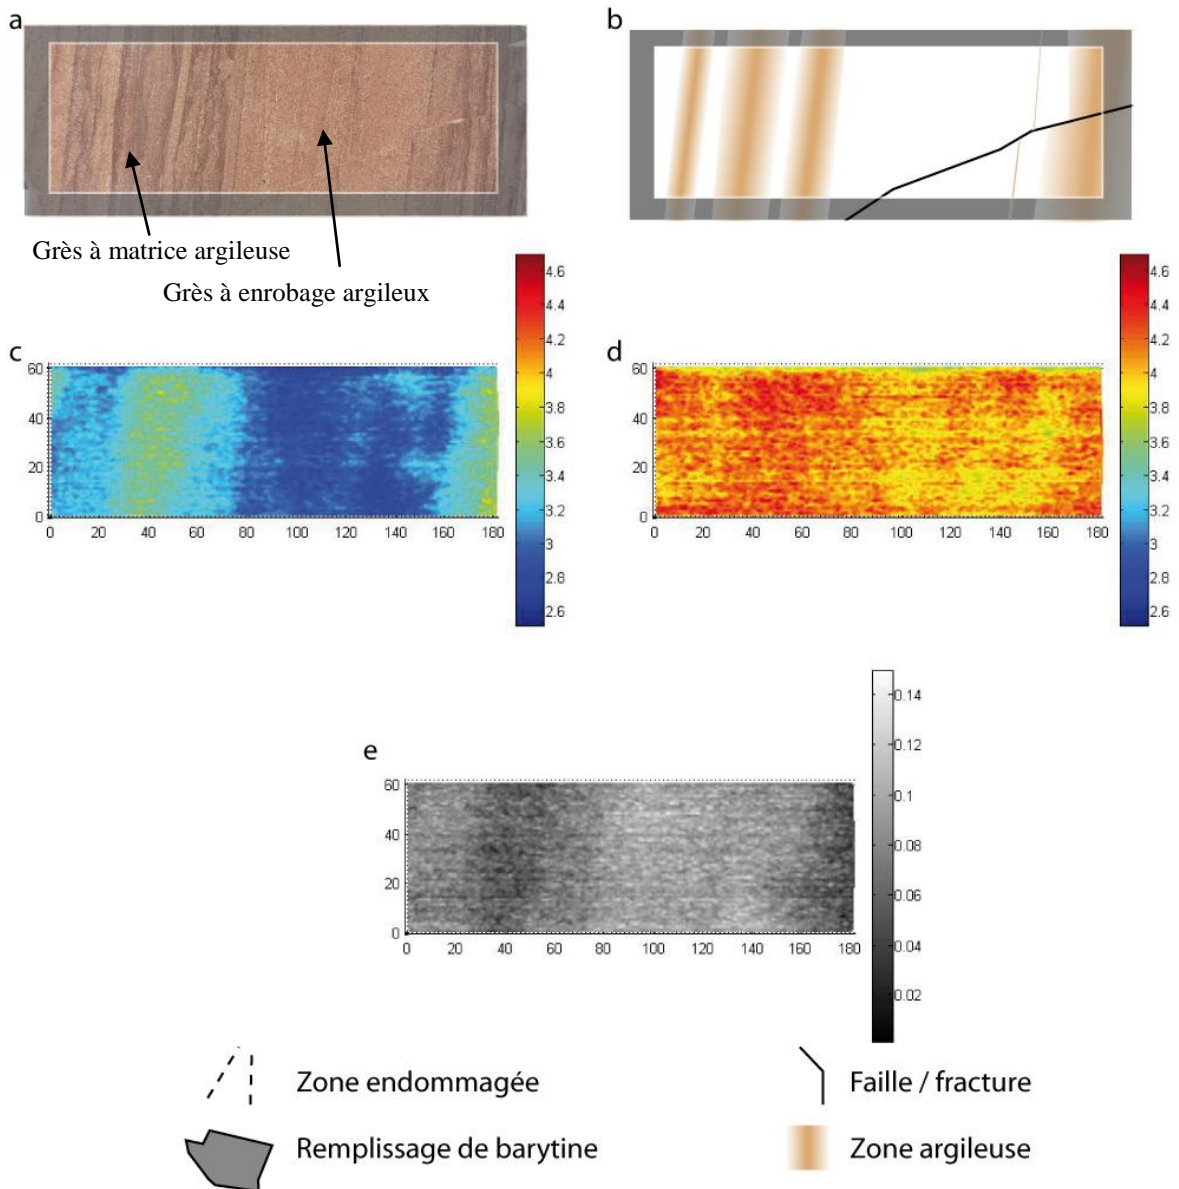 a
b
Grès à matrice argileuse
Grès à enrobage argileux
c
60
40
20
0
0 20 40 60 80 100 120 140 160 180
4.6
4.4
4.2
4
3.8
3.6
3.4
3.2
3
2.8
2.6
d
60
40
20
0
0 20 40 60 80 100 120 140 160 180
4.6
4.4
4.2
4
3.8
3.6
3.4
3.2
3
2.8
2.6
e
60
40
20
0
0 20 40 60 80 100 120 140 160 180
0.14
0.12
0.1
0.08
0.06
0.04
0.02
Zone endommagée
Faille / fracture
Remplissage de barytine
Zone argileuse